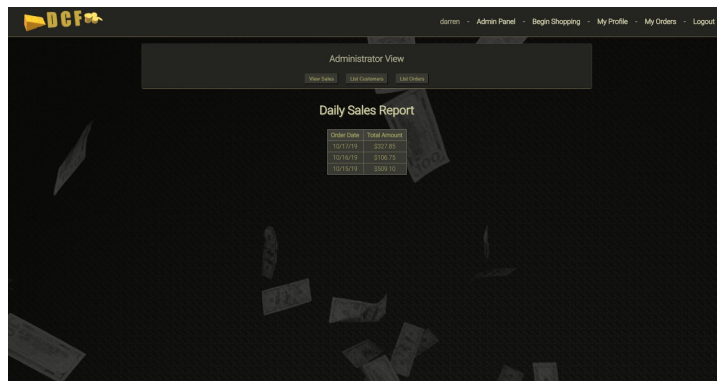 DCF
darren - Admin Panel - Begin Shopping - My Profile - My Orders - Logout
Administrator View
View Sales List Customers List Orders
Daily Sales Report
Order Date Total Amount
10/17/19 $327.85
10/16/19 $106.75
10/15/19 $509.10
100